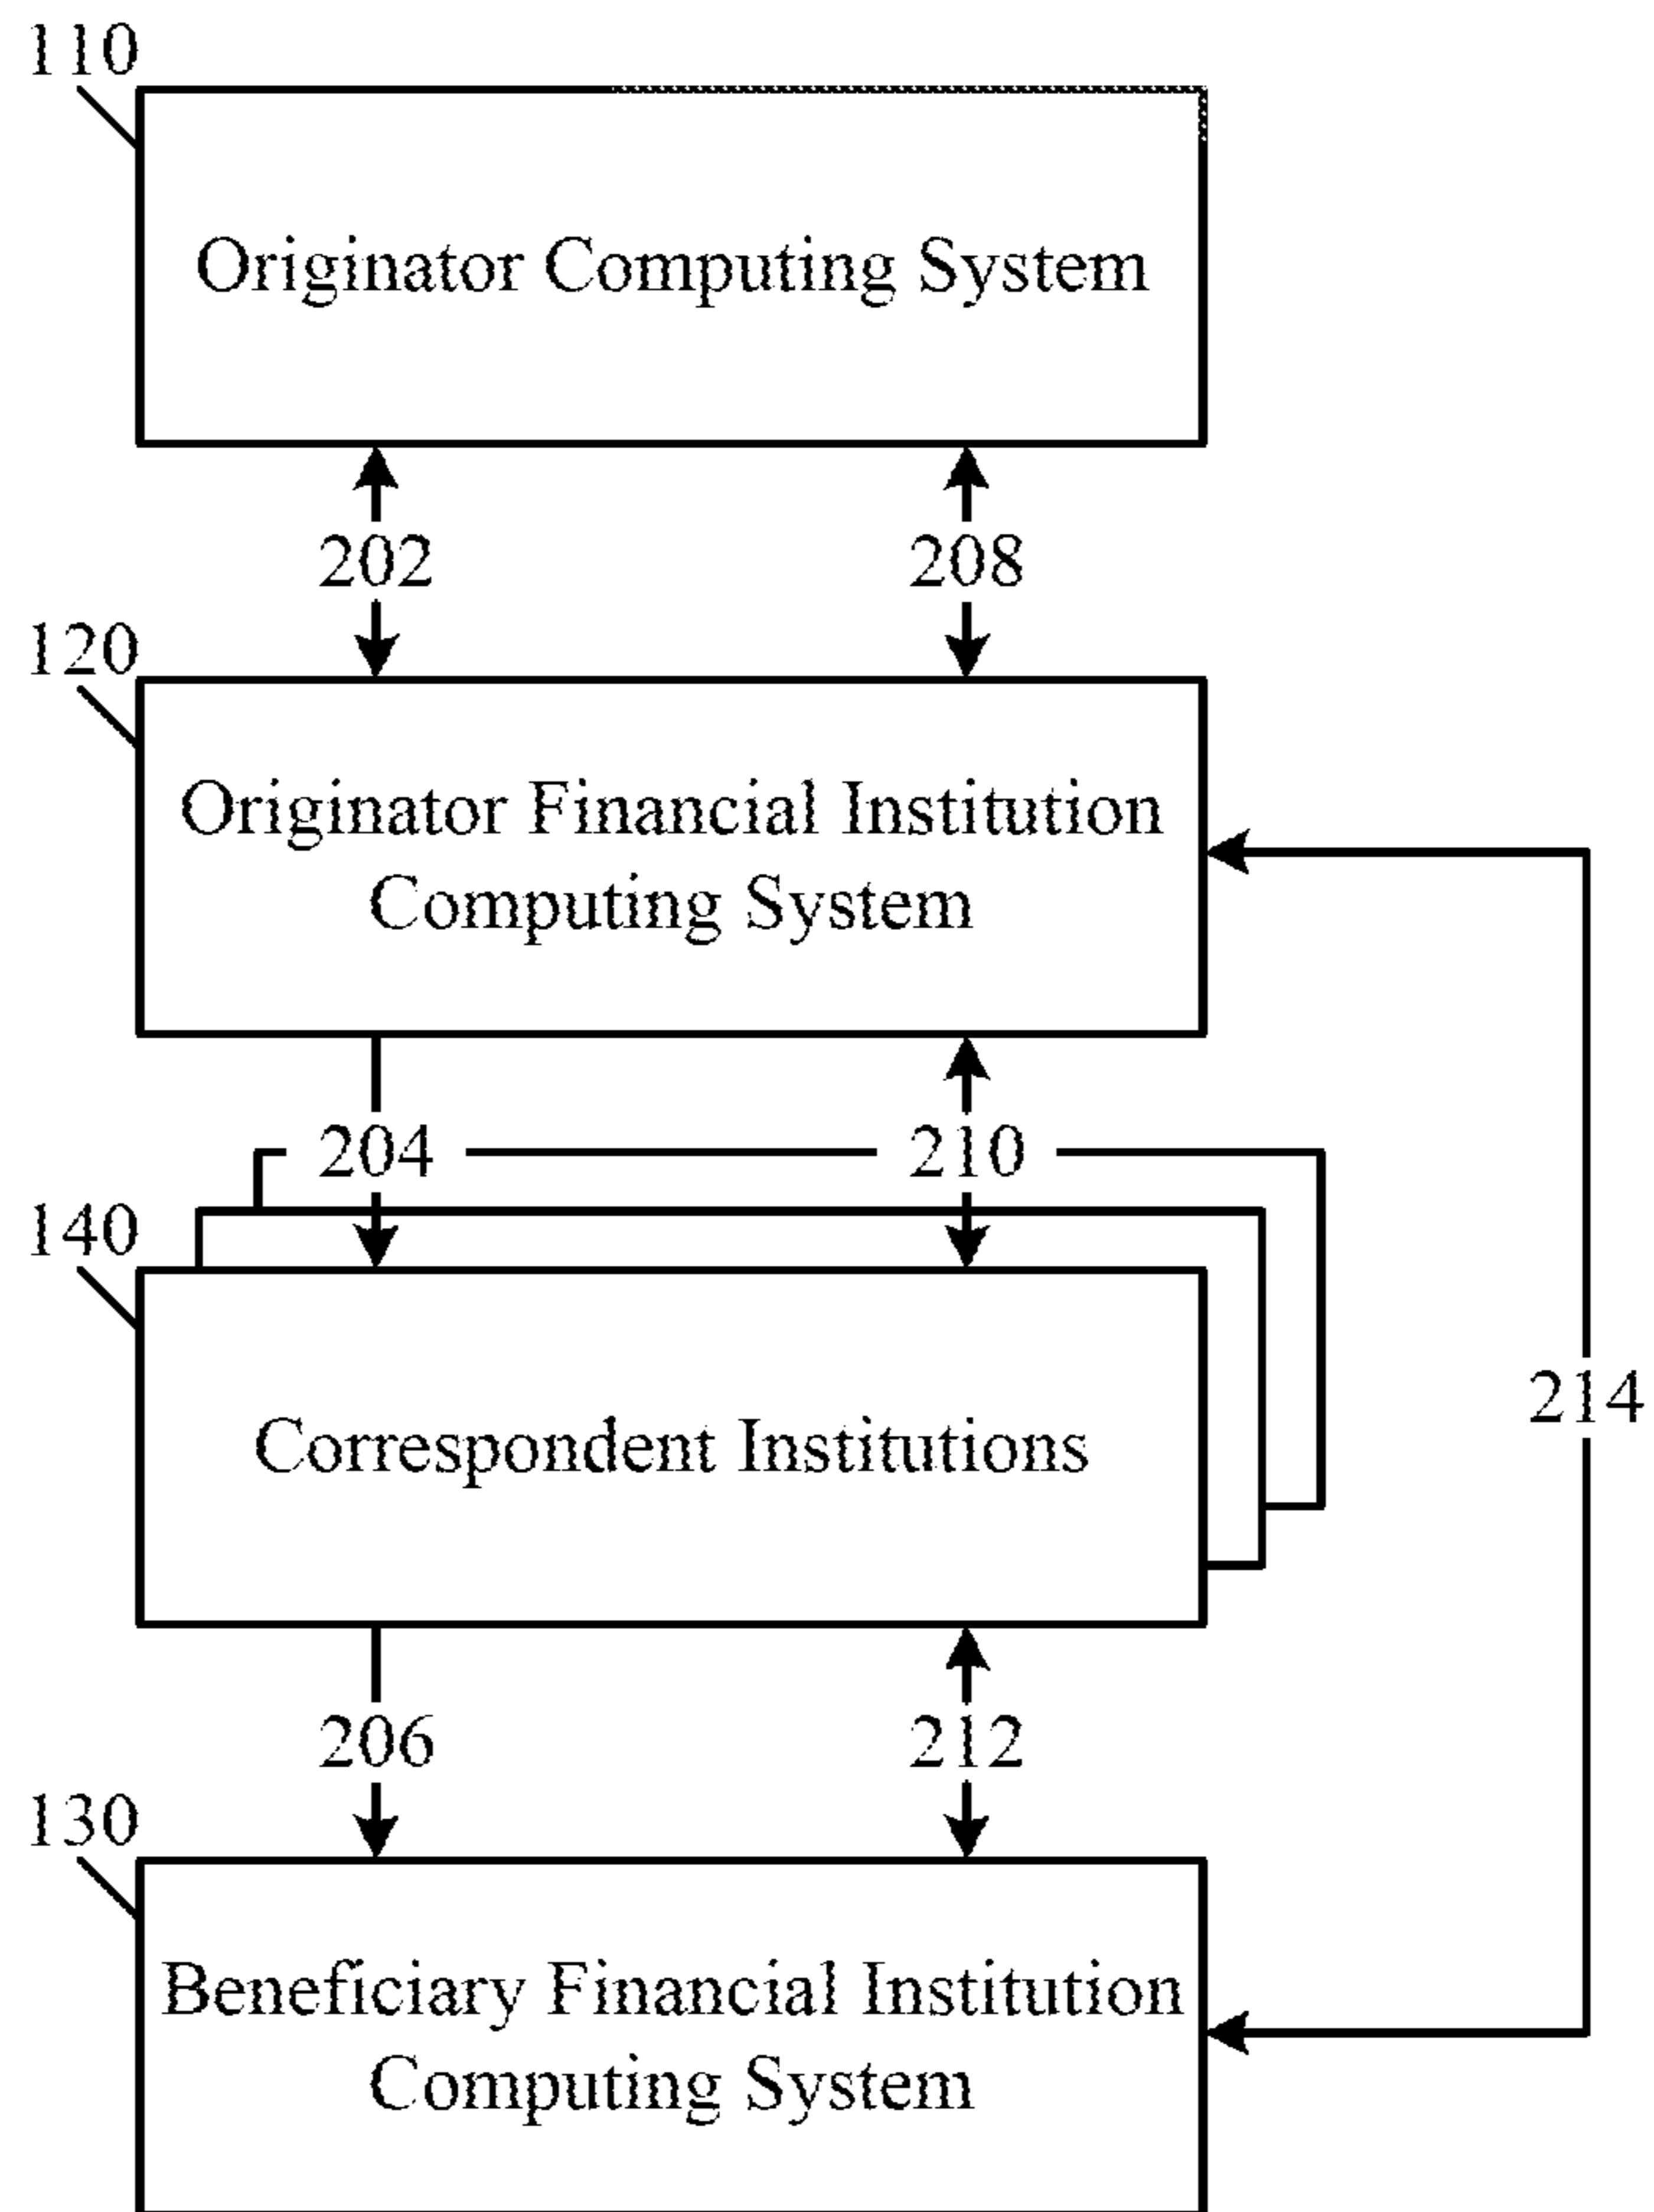 110
Originator Computing System
202 208
120
Originator Financial Institution
Computing System
204 210
140
Correspondent Institutions
214
206 212
130
Beneficiary Financial Institution
Computing System